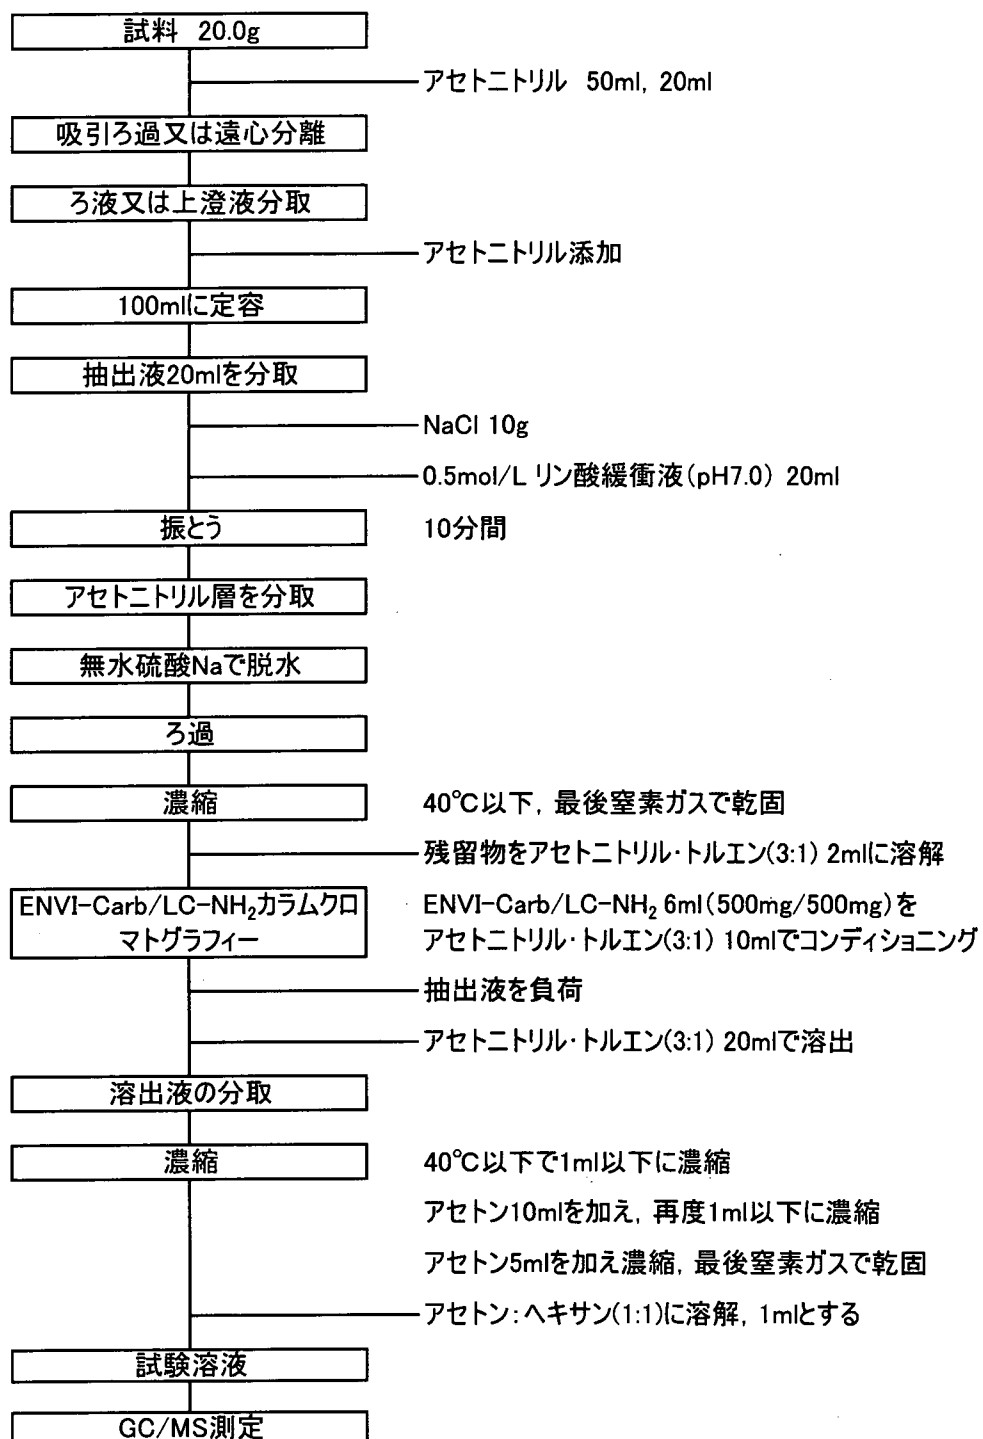 試料 20.0g
アセトニトリル 50ml, 20ml
吸引ろ過又は遠心分離
ろ液又は上澄液分取
アセトニトリル添加
100mlに定容
抽出液20mlを分取
NaCl 10g
0.5mol/L リン酸緩衝液(pH7.0) 20ml
振とう 10分間
アセトニトリル層を分取
無水硫酸Naで脱水
ろ過
濃縮 40℃以下, 最後窒素ガスで乾固
残留物をアセトニトリル・トルエン(3:1) 2mlに溶解
ENVI-Carb/LC-NH₂カラムクロ
マトグラフィー
ENVI-Carb/LC-NH₂ 6ml(500mg/500mg)を
アセトニトリル・トルエン(3:1) 10mlでコンディショニング
抽出液を負荷
アセトニトリル・トルエン(3:1) 20mlで溶出
溶出液の分取
濃縮 40℃以下で1ml以下に濃縮
アセトン10mlを加え, 再度1ml以下に濃縮
アセトン5mlを加え濃縮, 最後窒素ガスで乾固
アセトン:ヘキサン(1:1)に溶解, 1mlとする
試験溶液
GC/MS測定